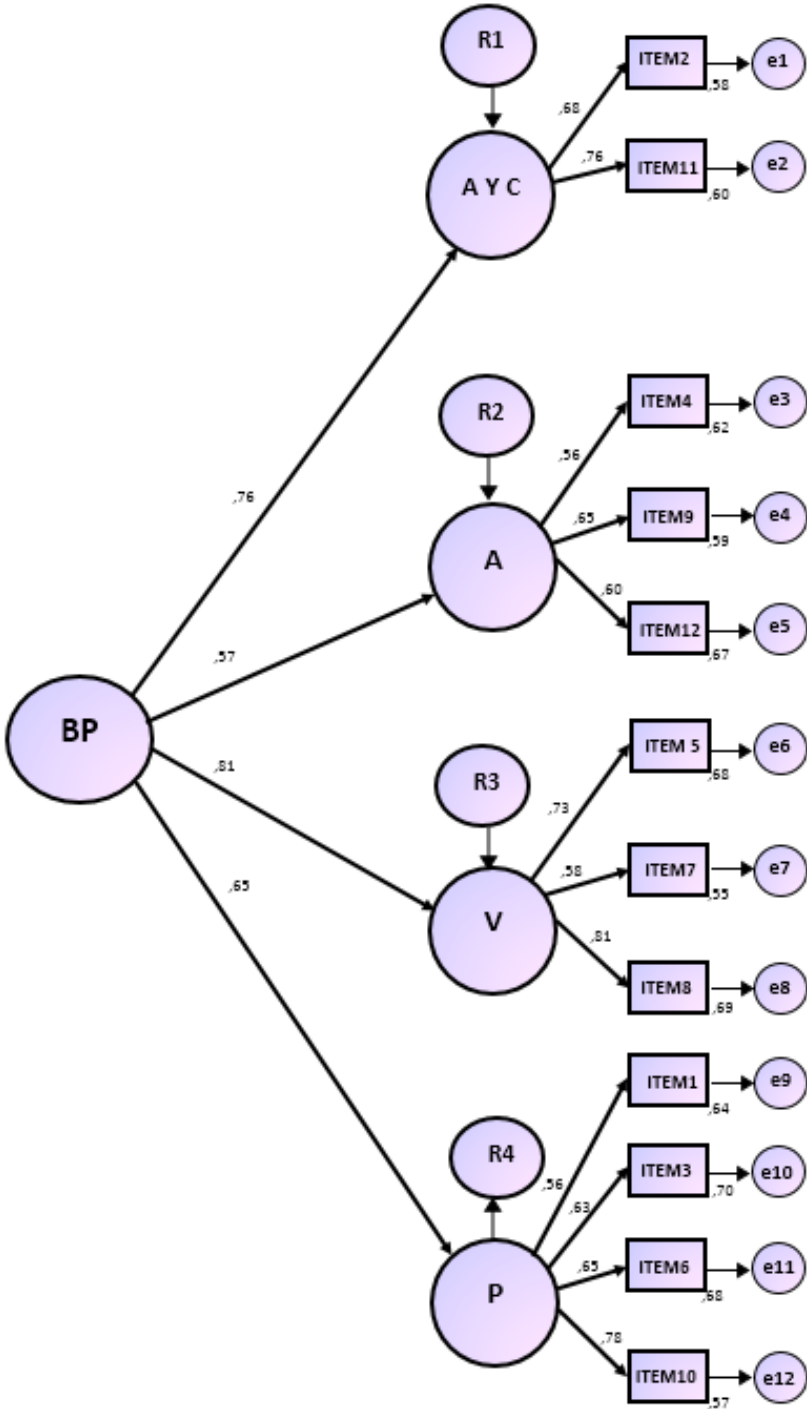 R1
ITEM2
e1
,58
,68
A Y C
,76
ITEM11
e2
,60
R2
ITEM4
e3
,62
,56
,76
A
,65
ITEM9
e4
,59
,60
ITEM12
e5
,67
,57
BP
,81
R3
ITEM 5
e6
,68
,73
V
,58
ITEM7
e7
,55
,81
ITEM8
e8
,69
,65
R4
ITEM1
e9
,64
,56
,63
ITEM3
e10
,70
P
,65
ITEM6
e11
,68
,78
ITEM10
e12
,57